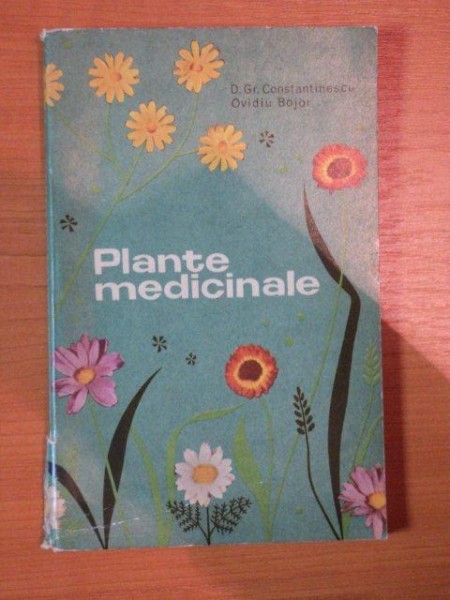 D. Gr. Constantinescu
Ovidiu Bojor
Plante
medicinale